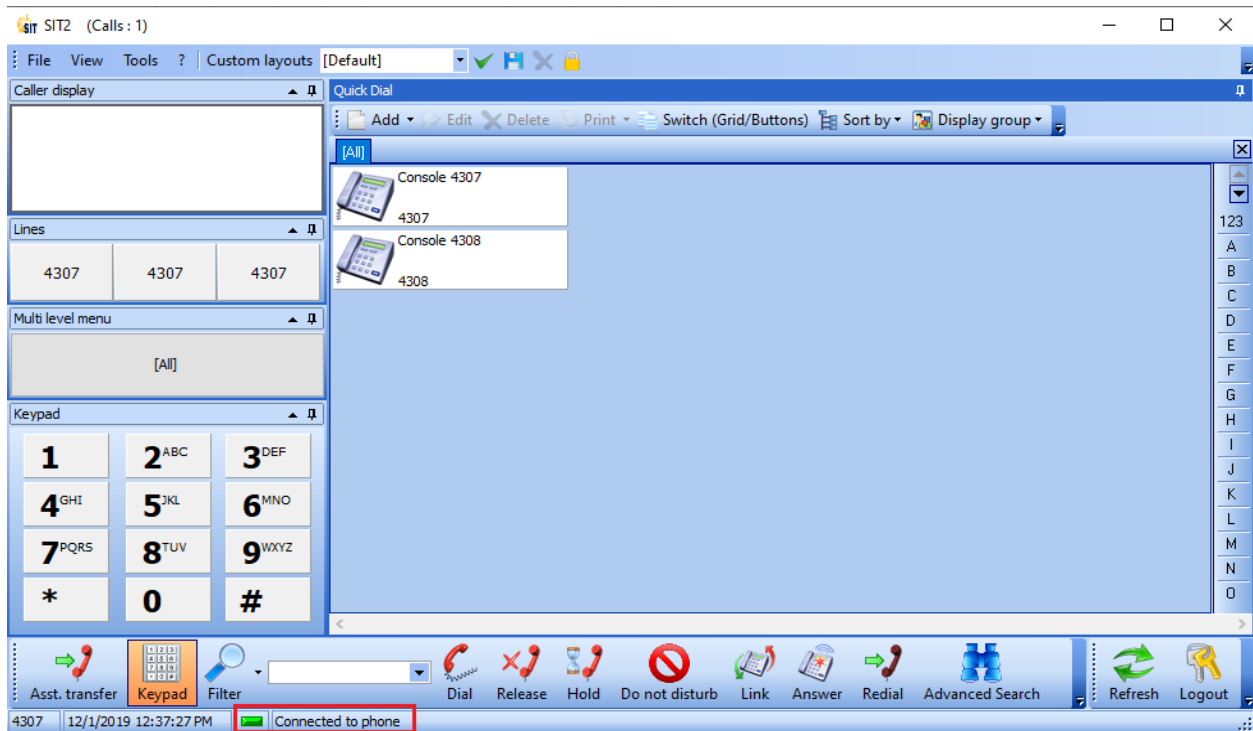 SIT SIT2 (Calls : 1)
File View Tools ? Custom layouts [Default]
Caller display
Quick Dial
Add Edit Delete Print Switch (Grid/Buttons) Sort by Display group
[All]
Console 4307
4307
Console 4308
4308
Lines
4307 4307 4307
Multi level menu
[All]
Keypad
1 2ABC 3DEF
4GHI 5JKL 6MNO
7PQRS 8TUV 9WXYZ
* 0 #
123
A
B
C
D
E
F
G
H
I
J
K
L
M
N
O
Asst. transfer Keypad Filter Dial Release Hold Do not disturb Link Answer Redial Advanced Search Refresh Logout
4307 12/1/2019 12:37:27 PM Connected to phone